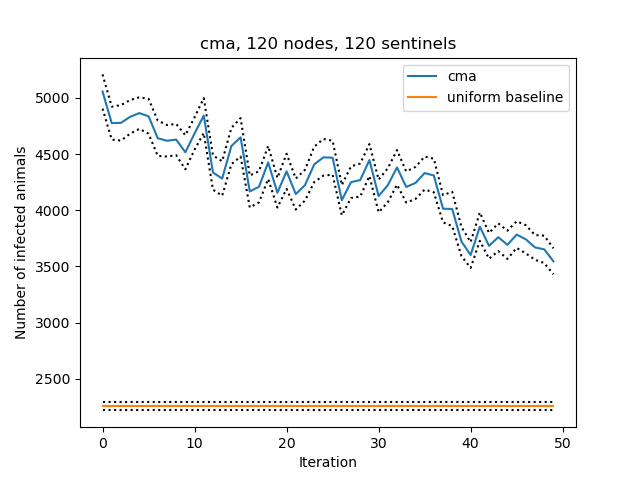 cma, 120 nodes, 120 sentinels
cma
uniform baseline
Number of infected animals
5000
4500
4000
3500
3000
2500
0 10 20 30 40 50
Iteration